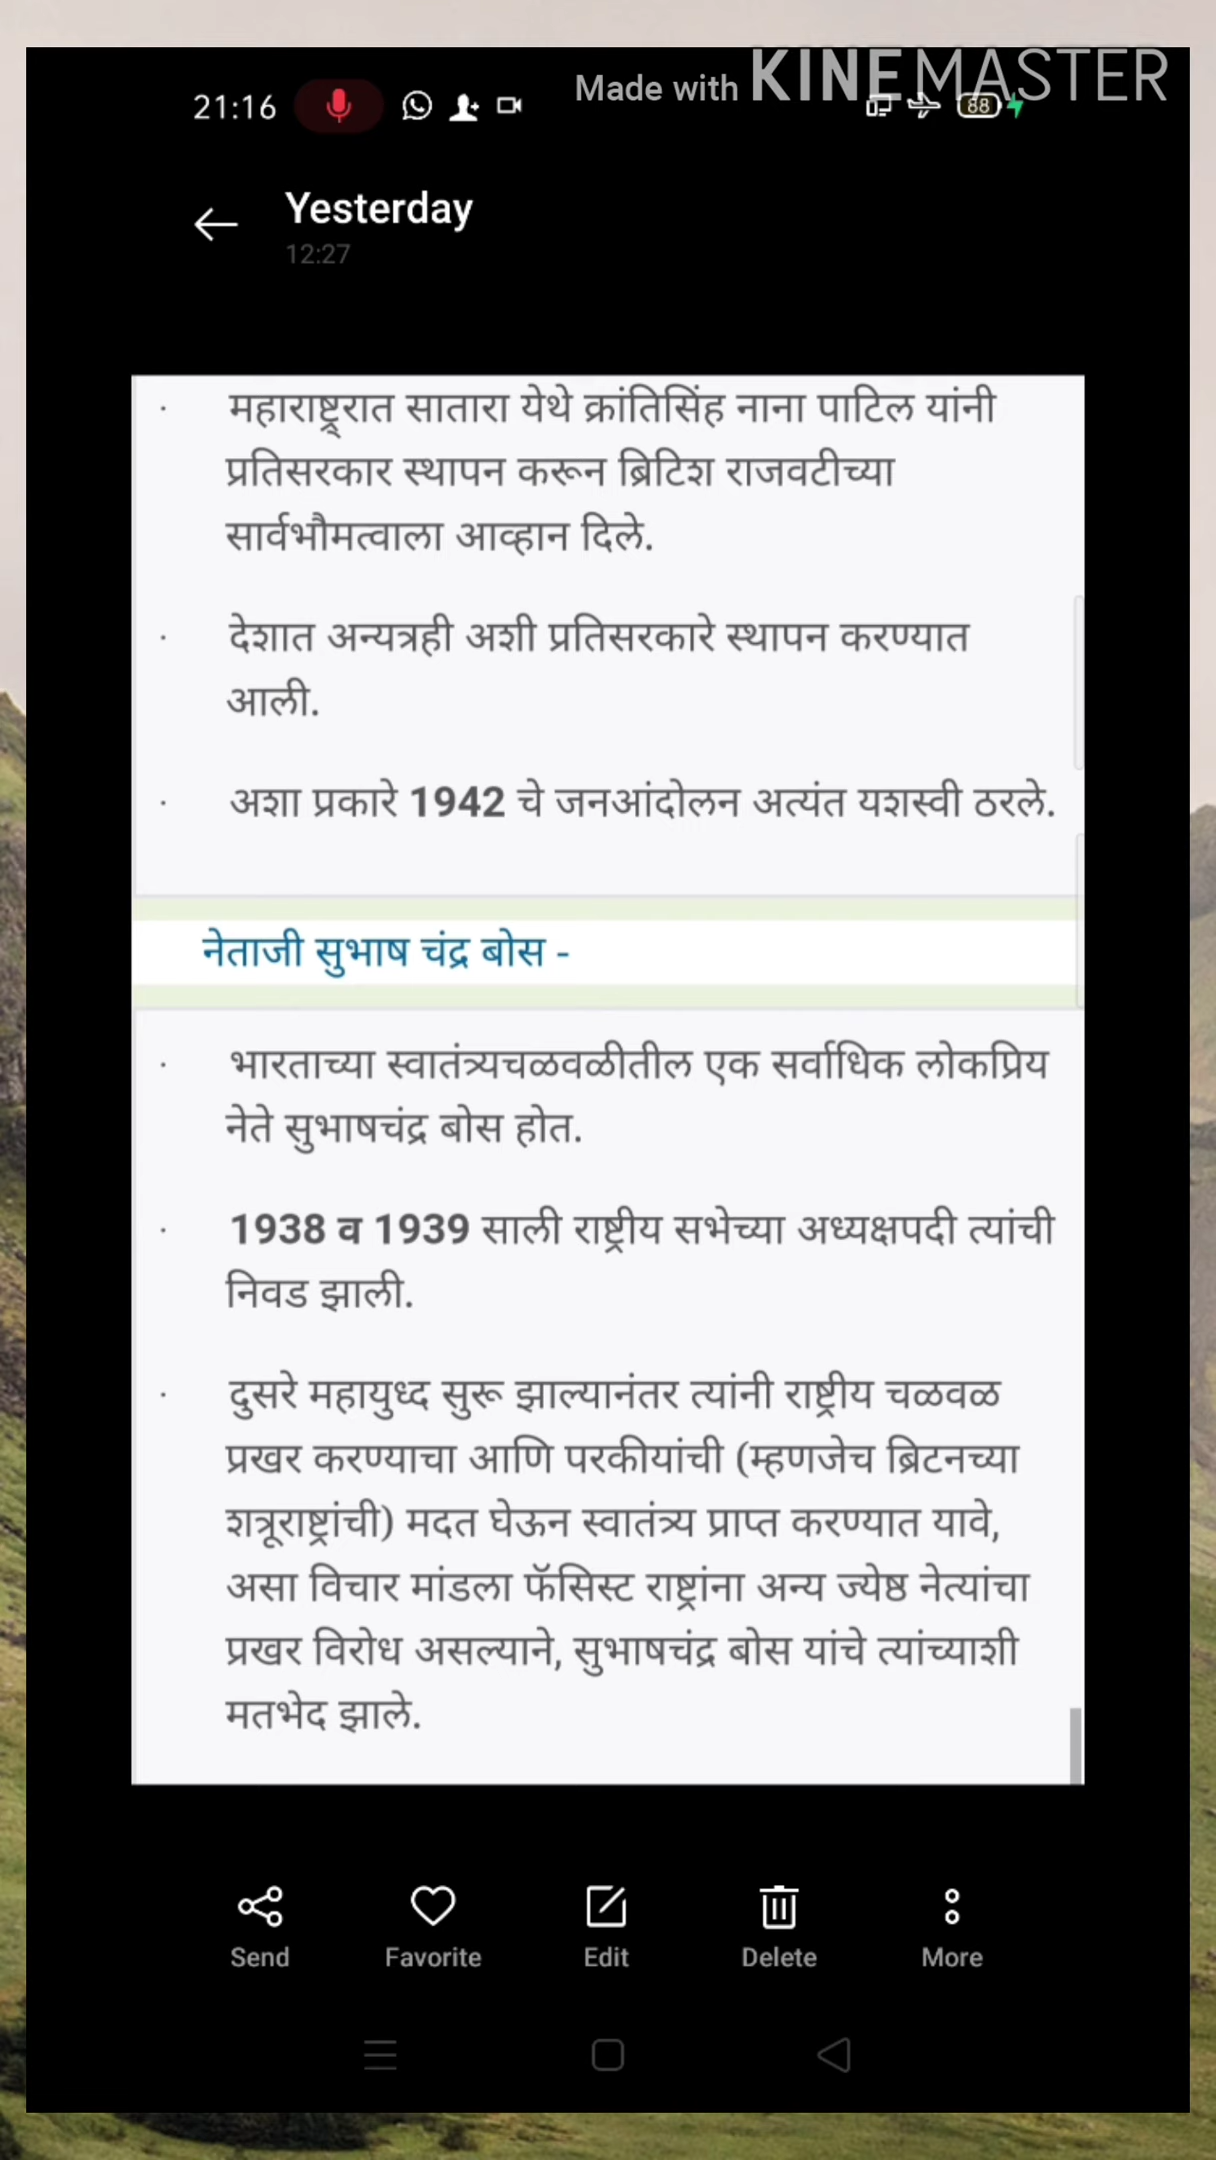 Made with KINEMASTER
21:16 88
Yesterday
12:27
· महाराष्ट्र्रात सातारा येथे क्रांतिसिंह नाना पाटिल यांनी
प्रतिसरकार स्थापन करून ब्रिटिश राजवटीच्या
सार्वभौमत्वाला आव्हान दिले.
· देशात अन्यत्रही अशी प्रतिसरकारे स्थापन करण्यात
आली.
· अशा प्रकारे 1942 चे जनआंदोलन अत्यंत यशस्वी ठरले.
नेताजी सुभाष चंद्र बोस -
· भारताच्या स्वातंत्र्यचळवळीतील एक सर्वाधिक लोकप्रिय
नेते सुभाषचंद्र बोस होत.
· 1938 व 1939 साली राष्ट्रीय सभेच्या अध्यक्षपदी त्यांची
निवड झाली.
· दुसरे महायुध्द सुरू झाल्यानंतर त्यांनी राष्ट्रीय चळवळ
प्रखर करण्याचा आणि परकीयांची (म्हणजेच ब्रिटनच्या
शत्रूराष्ट्रांची) मदत घेऊन स्वातंत्र्य प्राप्त करण्यात यावे,
असा विचार मांडला फॅसिस्ट राष्ट्रांना अन्य ज्येष्ठ नेत्यांचा
प्रखर विरोध असल्याने, सुभाषचंद्र बोस यांचे त्यांच्याशी
मतभेद झाले.
Send Favorite Edit Delete More